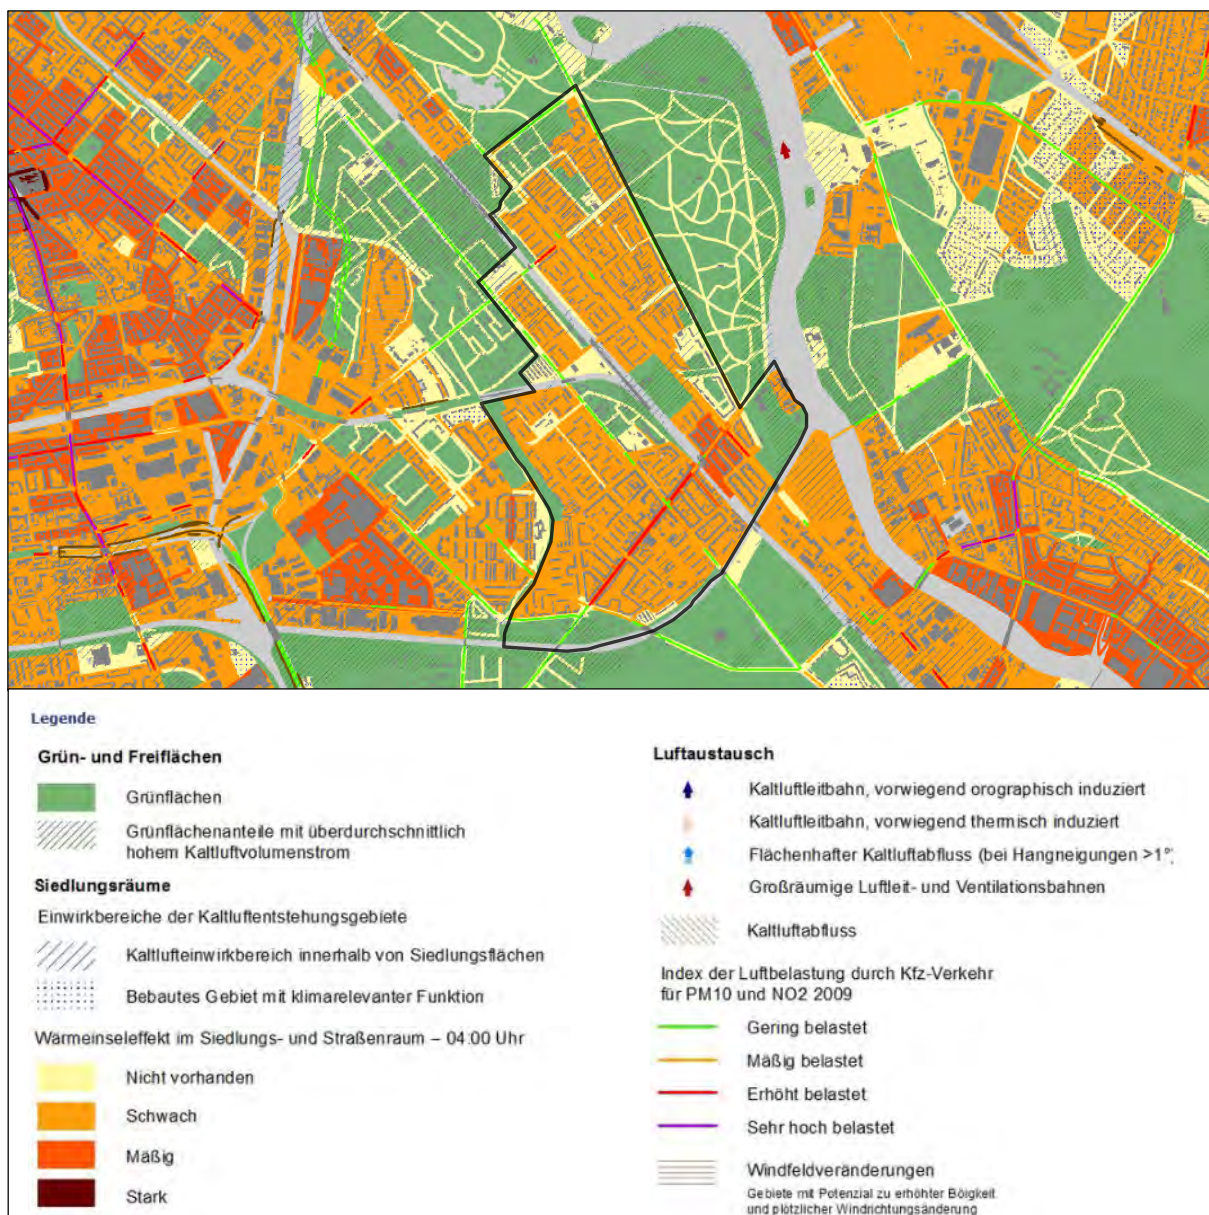 Legende
Grün- und Freiflächen
Grünflächen
Grünflächenanteile mit überdurchschnittlich
hohem Kaltluftvolumenstrom
Siedlungsräume
Einwirkbereiche der Kaltluftentstehungsgebiete
Kaltlufteinwirkbereich innerhalb von Siedlungsflächen
Bebautes Gebiet mit klimarelevanter Funktion
Wärmeinseleffekt im Siedlungs- und Straßenraum – 04:00 Uhr
Nicht vorhanden
Schwach
Mäßig
Stark
Luftaustausch
Kaltluftleitbahn, vorwiegend orographisch induziert
Kaltluftleitbahn, vorwiegend thermisch induziert
Flächenhafter Kaltluftabfluss (bei Hangneigungen >1°
Großräumige Luftleit- und Ventilationsbahnen
Kaltluftabfluss
Index der Luftbelastung durch Kfz-Verkehr
für PM10 und NO2 2009
Gering belastet
Mäßig belastet
Erhöht belastet
Sehr hoch belastet
Windfeldveränderungen
Gebiete mit Potenzial zu erhöhter Böigkeit
und plötzlicher Windrichtungsänderung